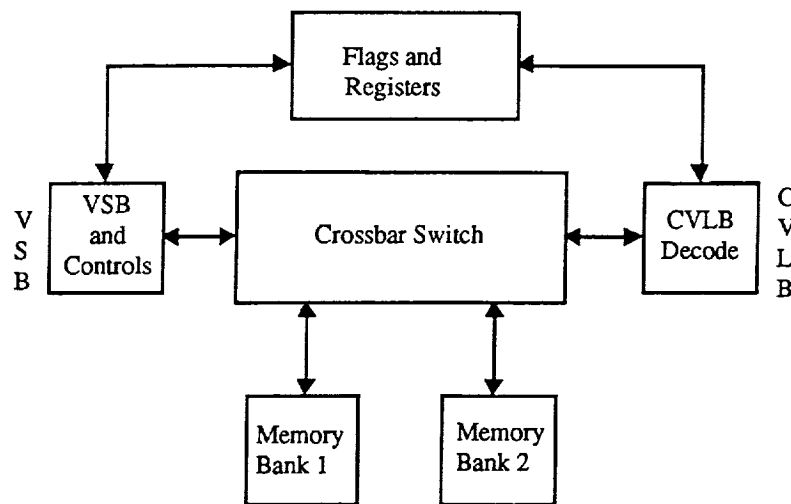 Flags and
Registers
V
S
B
VSB
and
Controls
Crossbar Switch
CVLB
Decode
C
V
L
B
Memory
Bank 1
Memory
Bank 2